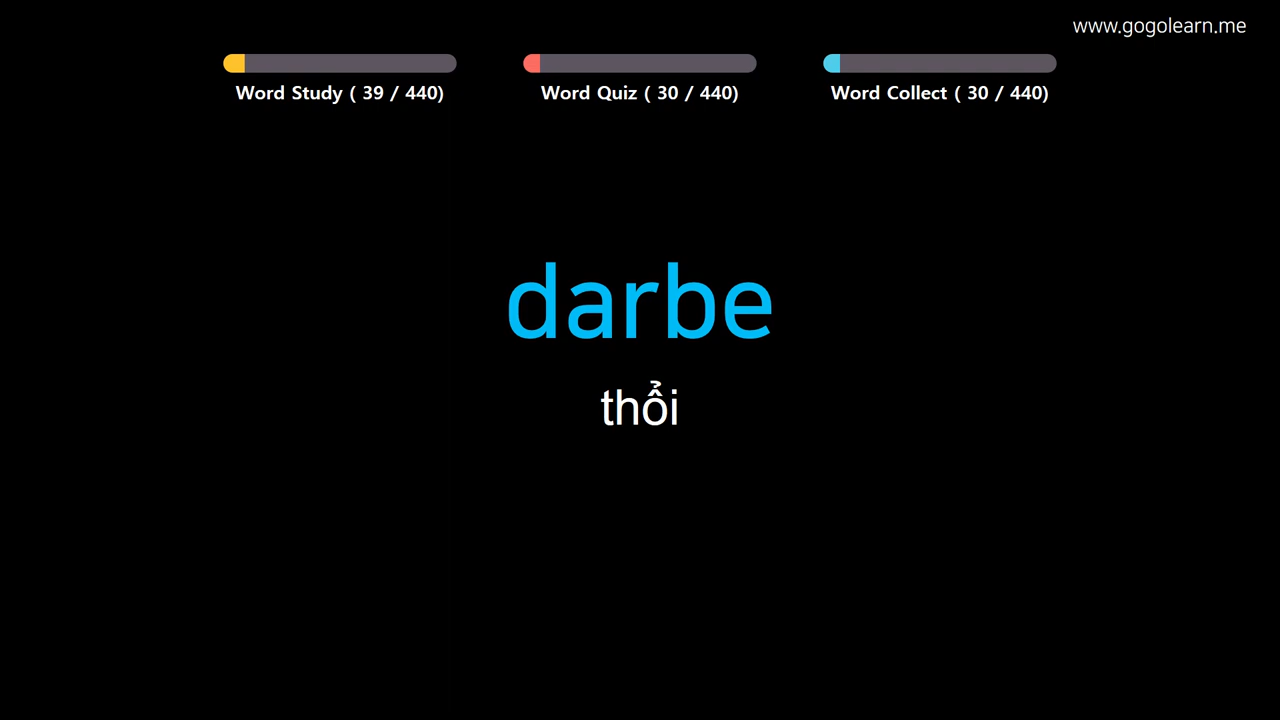 www.gogolearn.me
Word Study ( 39 / 440)
Word Quiz ( 30 / 440)
Word Collect ( 30 / 440)
darbe
thổi